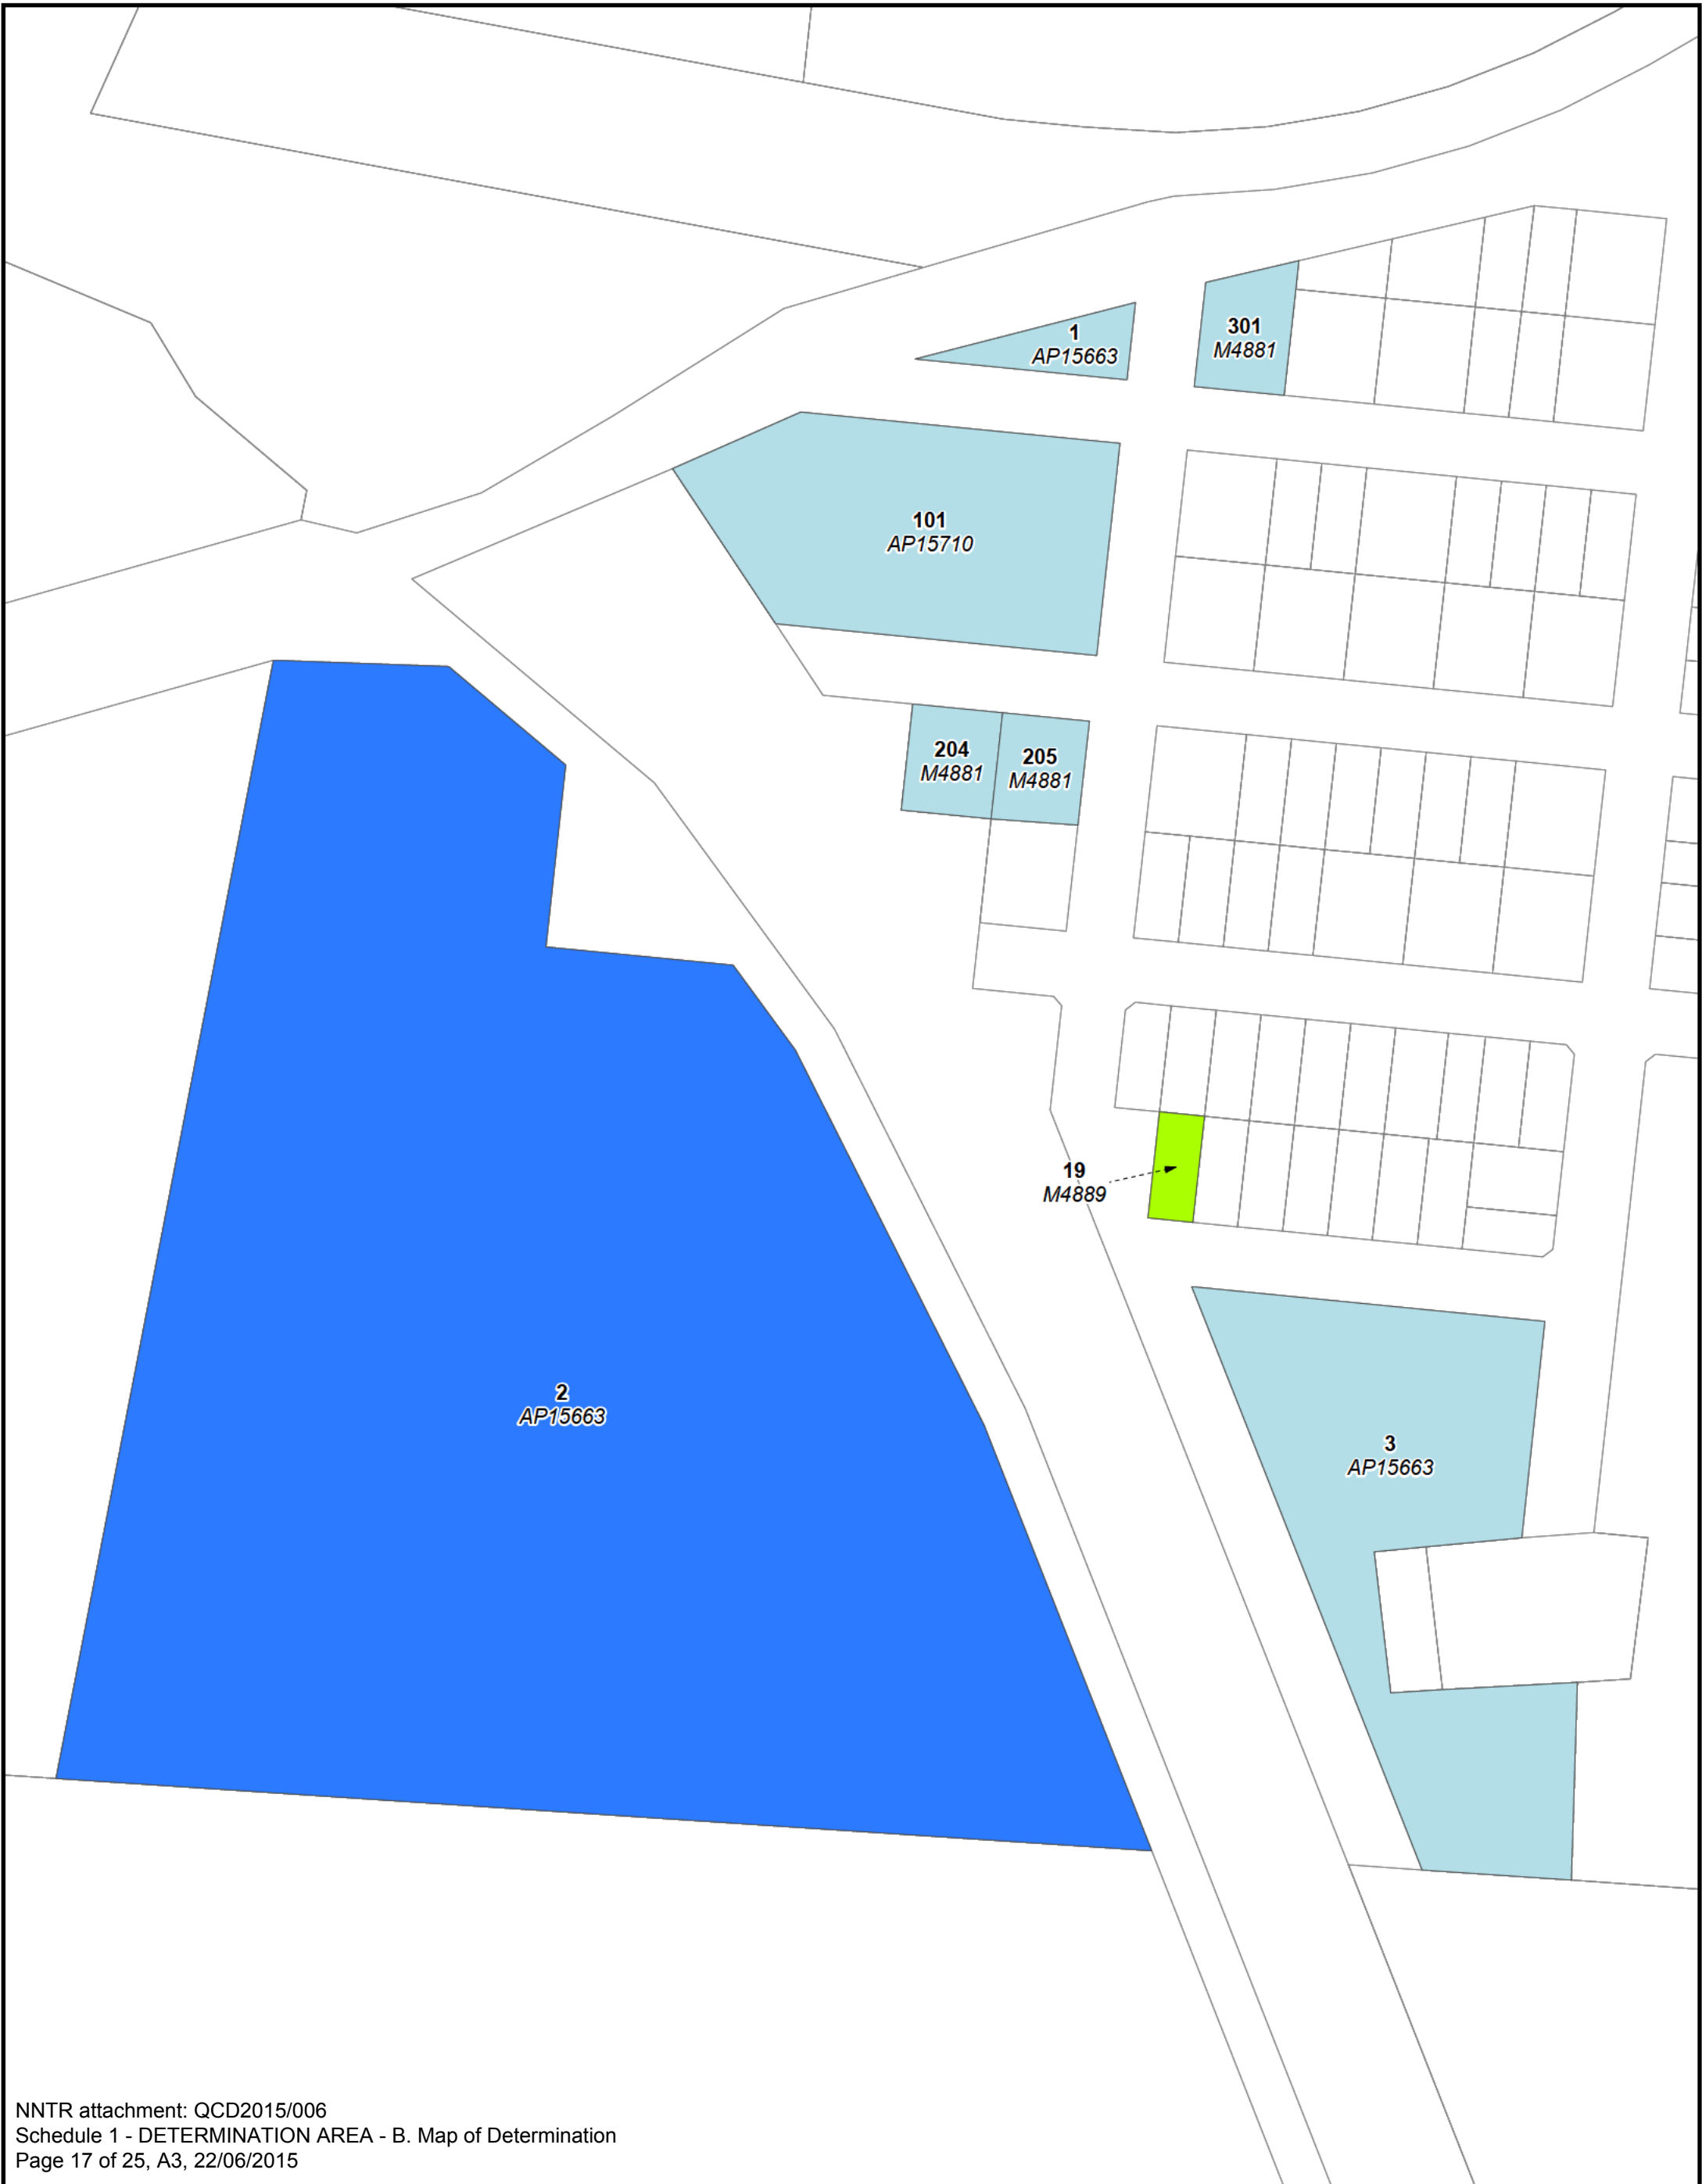 1
AP15663
301
M4881
101
AP15710
204
M4881
205
M4881
19
M4889
2
AP15663
3
AP15663
NNTR attachment: QCD2015/006
Schedule 1 - DETERMINATION AREA - B. Map of Determination
Page 17 of 25, A3, 22/06/2015